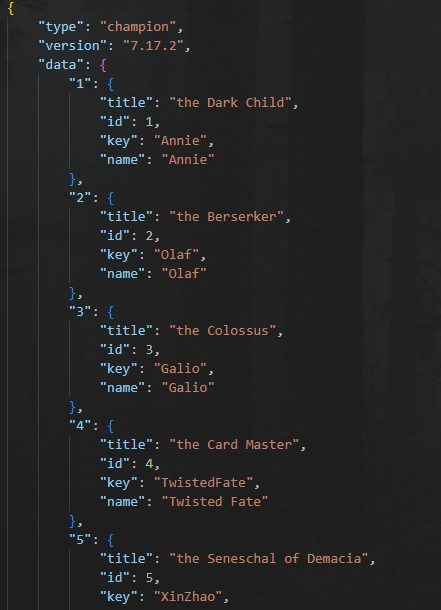 {
"type": "champion",
"version": "7.17.2",
"data": {
"1": {
"title": "the Dark Child",
"id": 1,
"key": "Annie",
"name": "Annie"
},
"2": {
"title": "the Berserker",
"id": 2,
"key": "Olaf",
"name": "Olaf"
},
"3": {
"title": "the Colossus",
"id": 3,
"key": "Galio",
"name": "Galio"
},
"4": {
"title": "the Card Master",
"id": 4,
"key": "TwistedFate",
"name": "Twisted Fate"
},
"5": {
"title": "the Seneschal of Demacia",
"id": 5,
"key": "XinZhao",